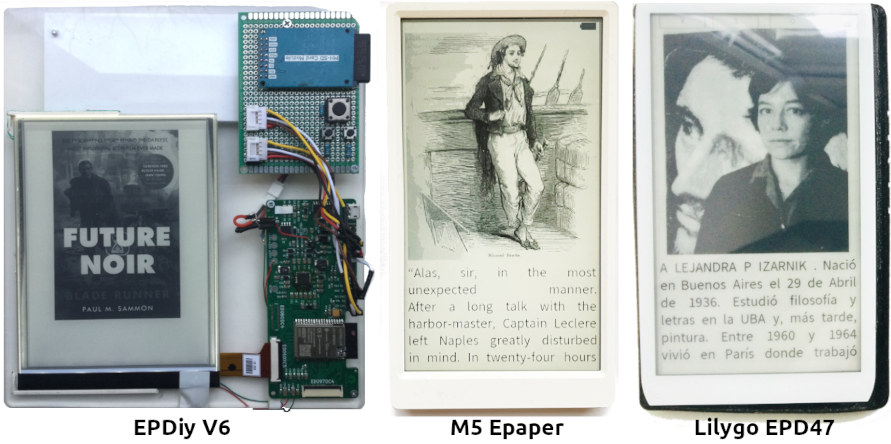 FUTURE
NOIR
BLADE RUNNER
PAUL M. SAMMON
"Alas, sir, in the most
unexpected manner.
After a long talk with the
harbor-master, Captain Leclere
left Naples greatly disturbed
in mind. In twenty-four hours
A LEJANDRA P IZARNIK . Nació
en Buenos Aires el 29 de Abril
de 1936. Estudió filosofía y
letras en la UBA y, más tarde,
pintura. Entre 1960 y 1964
vivió en París donde trabajó
EPDiy V6
M5 Epaper
Lilygo EPD47